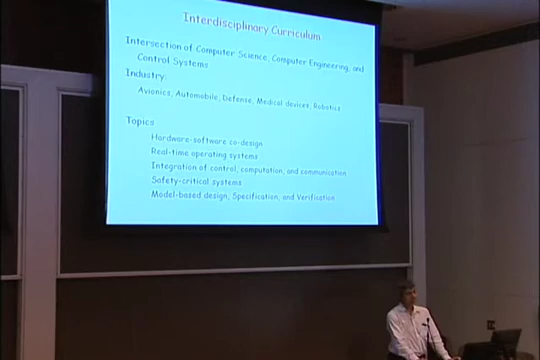 Interdisciplinary Curriculum
Intersection of Computer Science, Computer Engineering, and
Control Systems
Industry:
Avionics, Automobile, Defense, Medical devices, Robotics
Topics
Hardware-software co-design
Real-time operating systems
Integration of control, computation, and communication
Safety-critical systems
Model-based design, Specification, and Verification